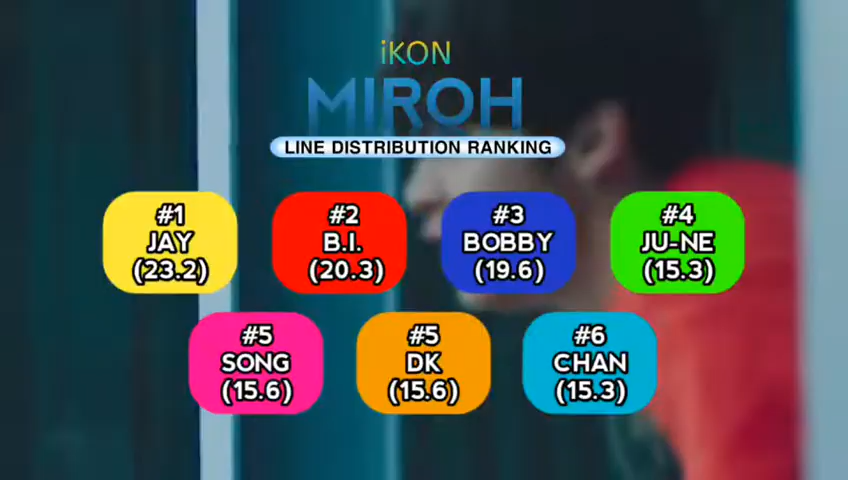 iKON
MIROH
LINE DISTRIBUTION RANKING
#1
JAY
(23.2)
#2
B.I.
(20.3)
#3
BOBBY
(19.6)
#4
JU-NE
(15.3)
#5
SONG
(15.6)
#5
DK
(15.6)
#6
CHAN
(15.3)